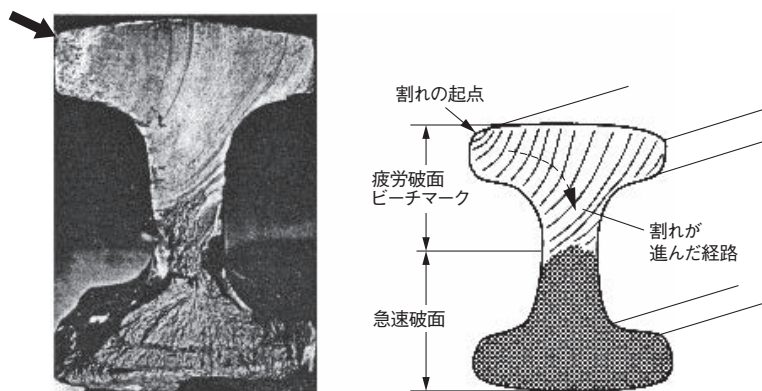 割れの起点
疲労破面
ビーチマーク
割れが
進んだ経路
急速破面